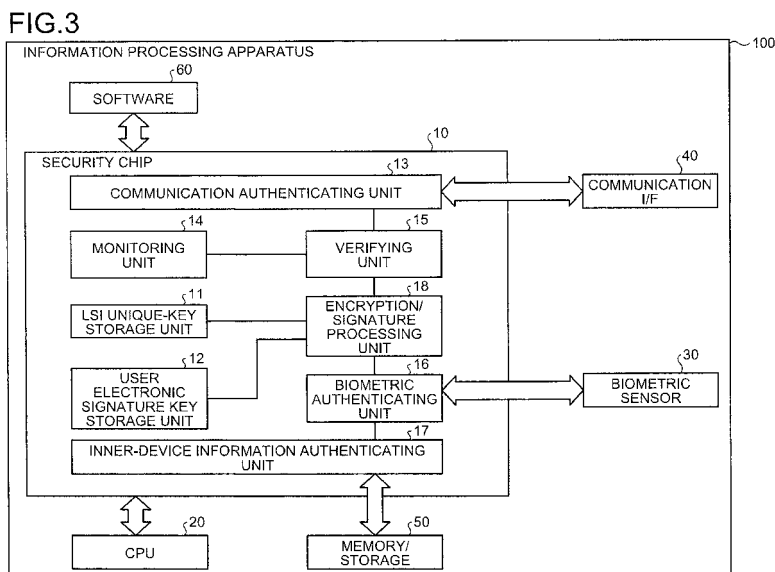 FIG.3
INFORMATION PROCESSING APPARATUS
100
60
SOFTWARE
10
SECURITY CHIP
13
COMMUNICATION AUTHENTICATING UNIT
40
COMMUNICATION
I/F
14
MONITORING
UNIT
15
VERIFYING
UNIT
11
LSI UNIQUE-KEY
STORAGE UNIT
18
ENCRYPTION/
SIGNATURE
PROCESSING
UNIT
12
USER
ELECTRONIC
SIGNATURE KEY
STORAGE UNIT
16
BIOMETRIC
AUTHENTICATING
UNIT
30
BIOMETRIC
SENSOR
17
INNER-DEVICE INFORMATION AUTHENTICATING
UNIT
20
CPU
50
MEMORY/
STORAGE